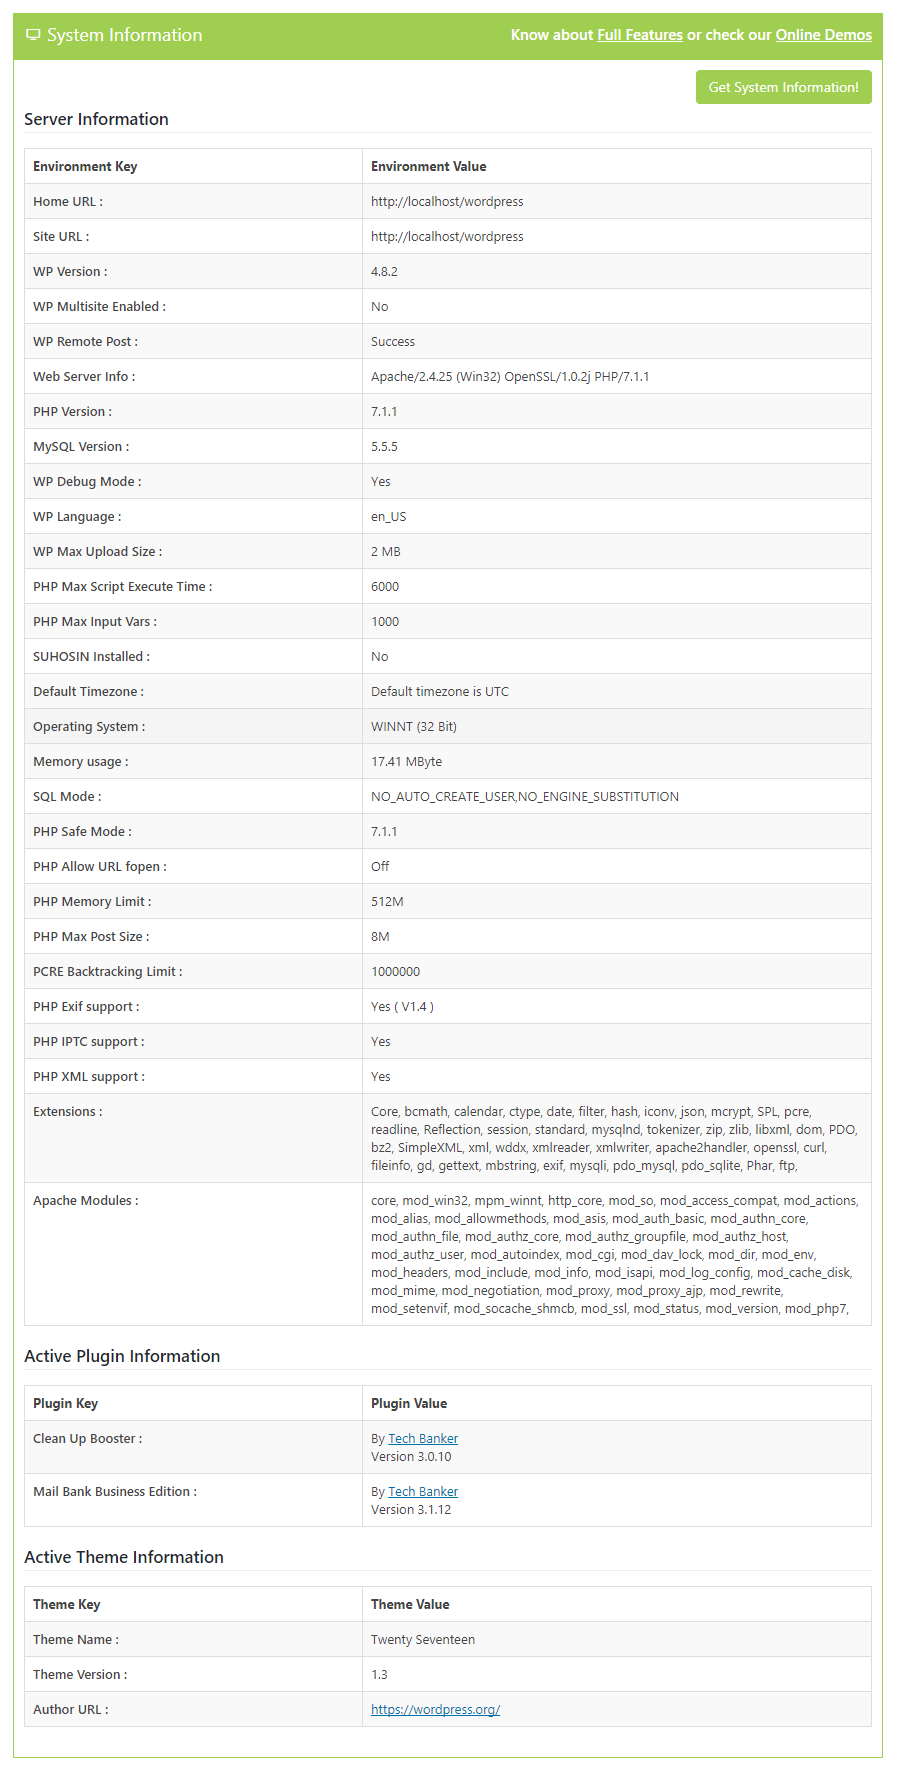 System Information
Know about Full Features or check our Online Demos
Get System Information!
Server Information
Environment Key Environment Value
Home URL : http://localhost/wordpress
Site URL : http://localhost/wordpress
WP Version : 4.8.2
WP Multisite Enabled : No
WP Remote Post : Success
Web Server Info : Apache/2.4.25 (Win32) OpenSSL/1.0.2j PHP/7.1.1
PHP Version : 7.1.1
MySQL Version : 5.5.5
WP Debug Mode : Yes
WP Language : en_US
WP Max Upload Size : 2 MB
PHP Max Script Execute Time : 6000
PHP Max Input Vars : 1000
SUHOSIN Installed : No
Default Timezone : Default timezone is UTC
Operating System : WINNT (32 Bit)
Memory usage : 17.41 MByte
SQL Mode : NO_AUTO_CREATE_USER,NO_ENGINE_SUBSTITUTION
PHP Safe Mode : 7.1.1
PHP Allow URL fopen : Off
PHP Memory Limit : 512M
PHP Max Post Size : 8M
PCRE Backtracking Limit : 1000000
PHP Exif support : Yes ( V1.4 )
PHP IPTC support : Yes
PHP XML support : Yes
Extensions : Core, bcmath, calendar, ctype, date, filter, hash, iconv, json, mcrypt, SPL, pcre,
readline, Reflection, session, standard, mysqlnd, tokenizer, zip, zlib, libxml, dom, PDO,
bz2, SimpleXML, xml, wddx, xmlreader, xmlwriter, apache2handler, openssl, curl,
fileinfo, gd, gettext, mbstring, exif, mysqli, pdo_mysql, pdo_sqlite, Phar, ftp,
Apache Modules : core, mod_win32, mpm_winnt, http_core, mod_so, mod_access_compat, mod_actions,
mod_alias, mod_allowmethods, mod_asis, mod_auth_basic, mod_authn_core,
mod_authn_file, mod_authz_core, mod_authz_groupfile, mod_authz_host,
mod_authz_user, mod_autoindex, mod_cgi, mod_dav_lock, mod_dir, mod_env,
mod_headers, mod_include, mod_info, mod_isapi, mod_log_config, mod_cache_disk,
mod_mime, mod_negotiation, mod_proxy, mod_proxy_ajp, mod_rewrite,
mod_setenvif, mod_socache_shmcb, mod_ssl, mod_status, mod_version, mod_php7,
Active Plugin Information
Plugin Key Plugin Value
Clean Up Booster : By Tech Banker
Version 3.0.10
Mail Bank Business Edition : By Tech Banker
Version 3.1.12
Active Theme Information
Theme Key Theme Value
Theme Name : Twenty Seventeen
Theme Version : 1.3
Author URL : https://wordpress.org/